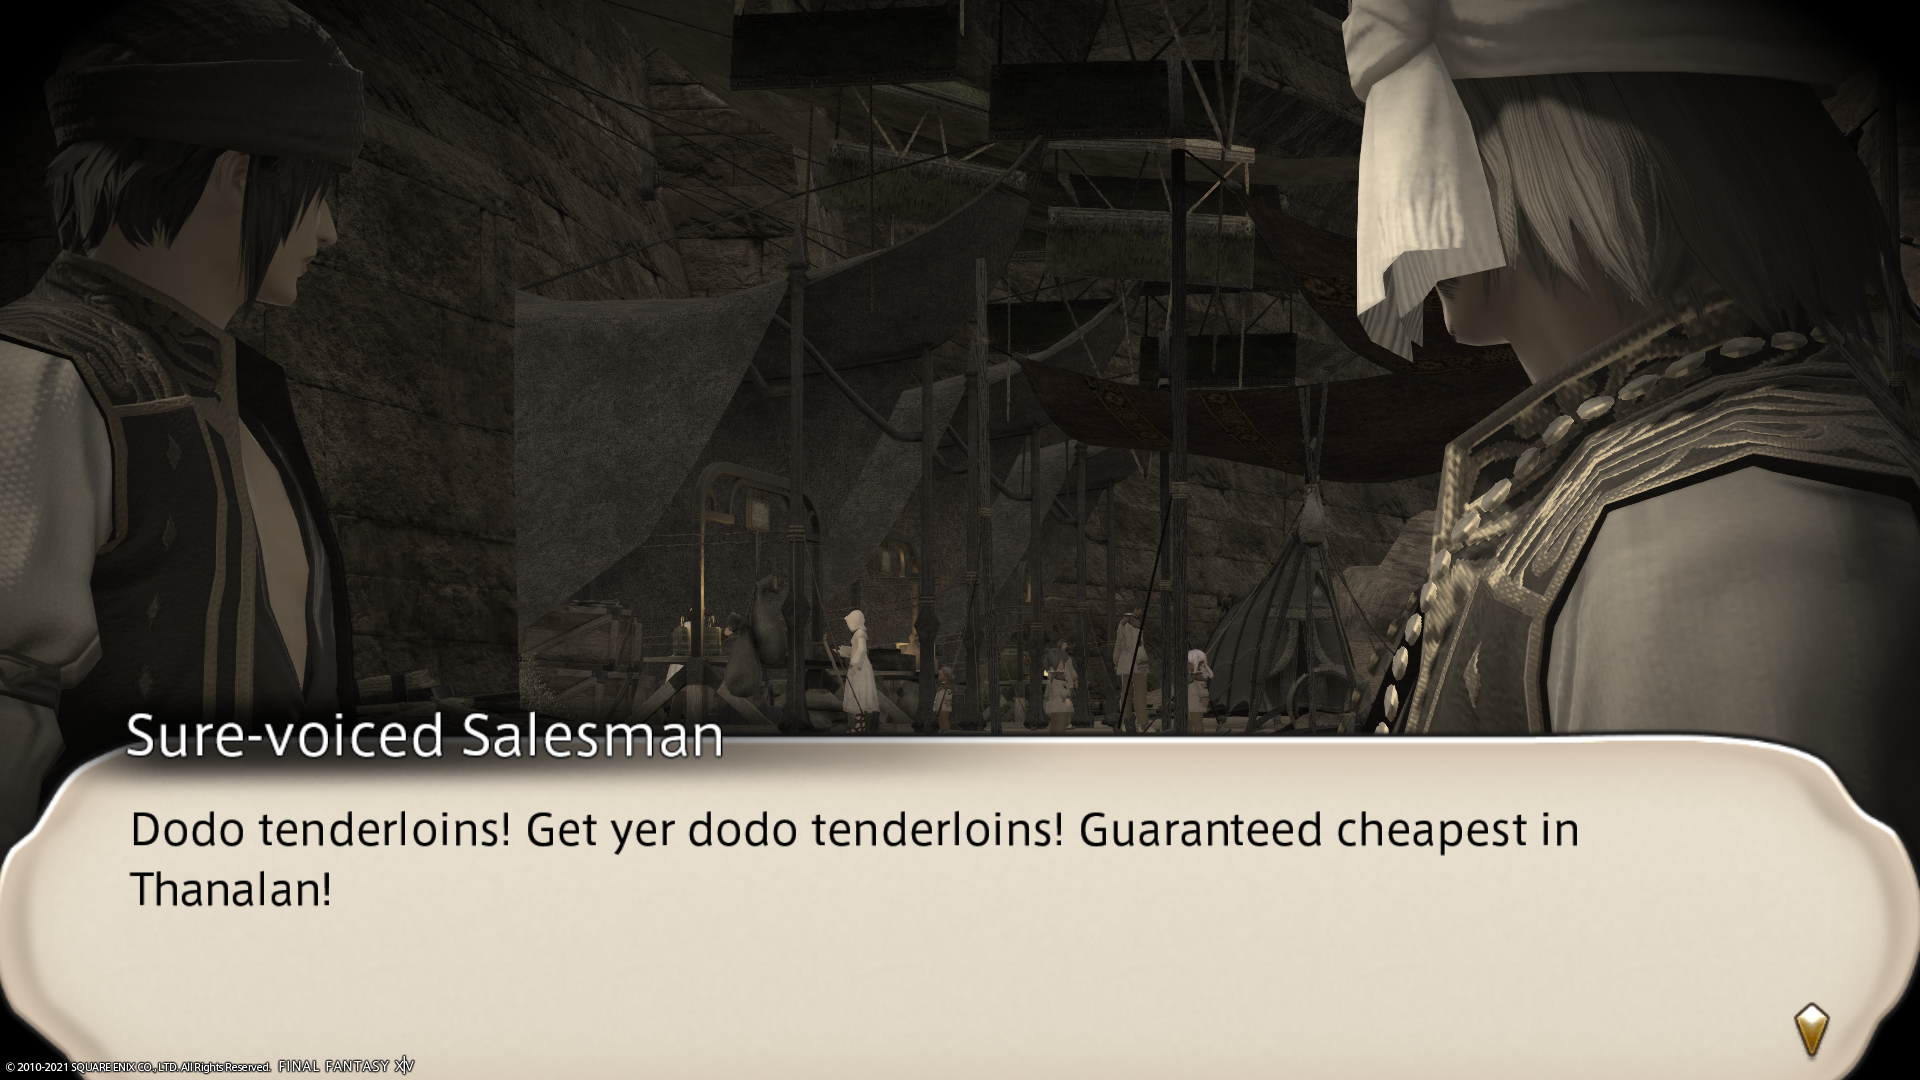 Sure-voiced Salesman
Dodo tenderloins! Get yer dodo tenderloins! Guaranteed cheapest in
Thanalan!
© 2010-2021 SQUARE ENIX CO., LTD. All Rights Reserved. FINAL FANTASY XIV